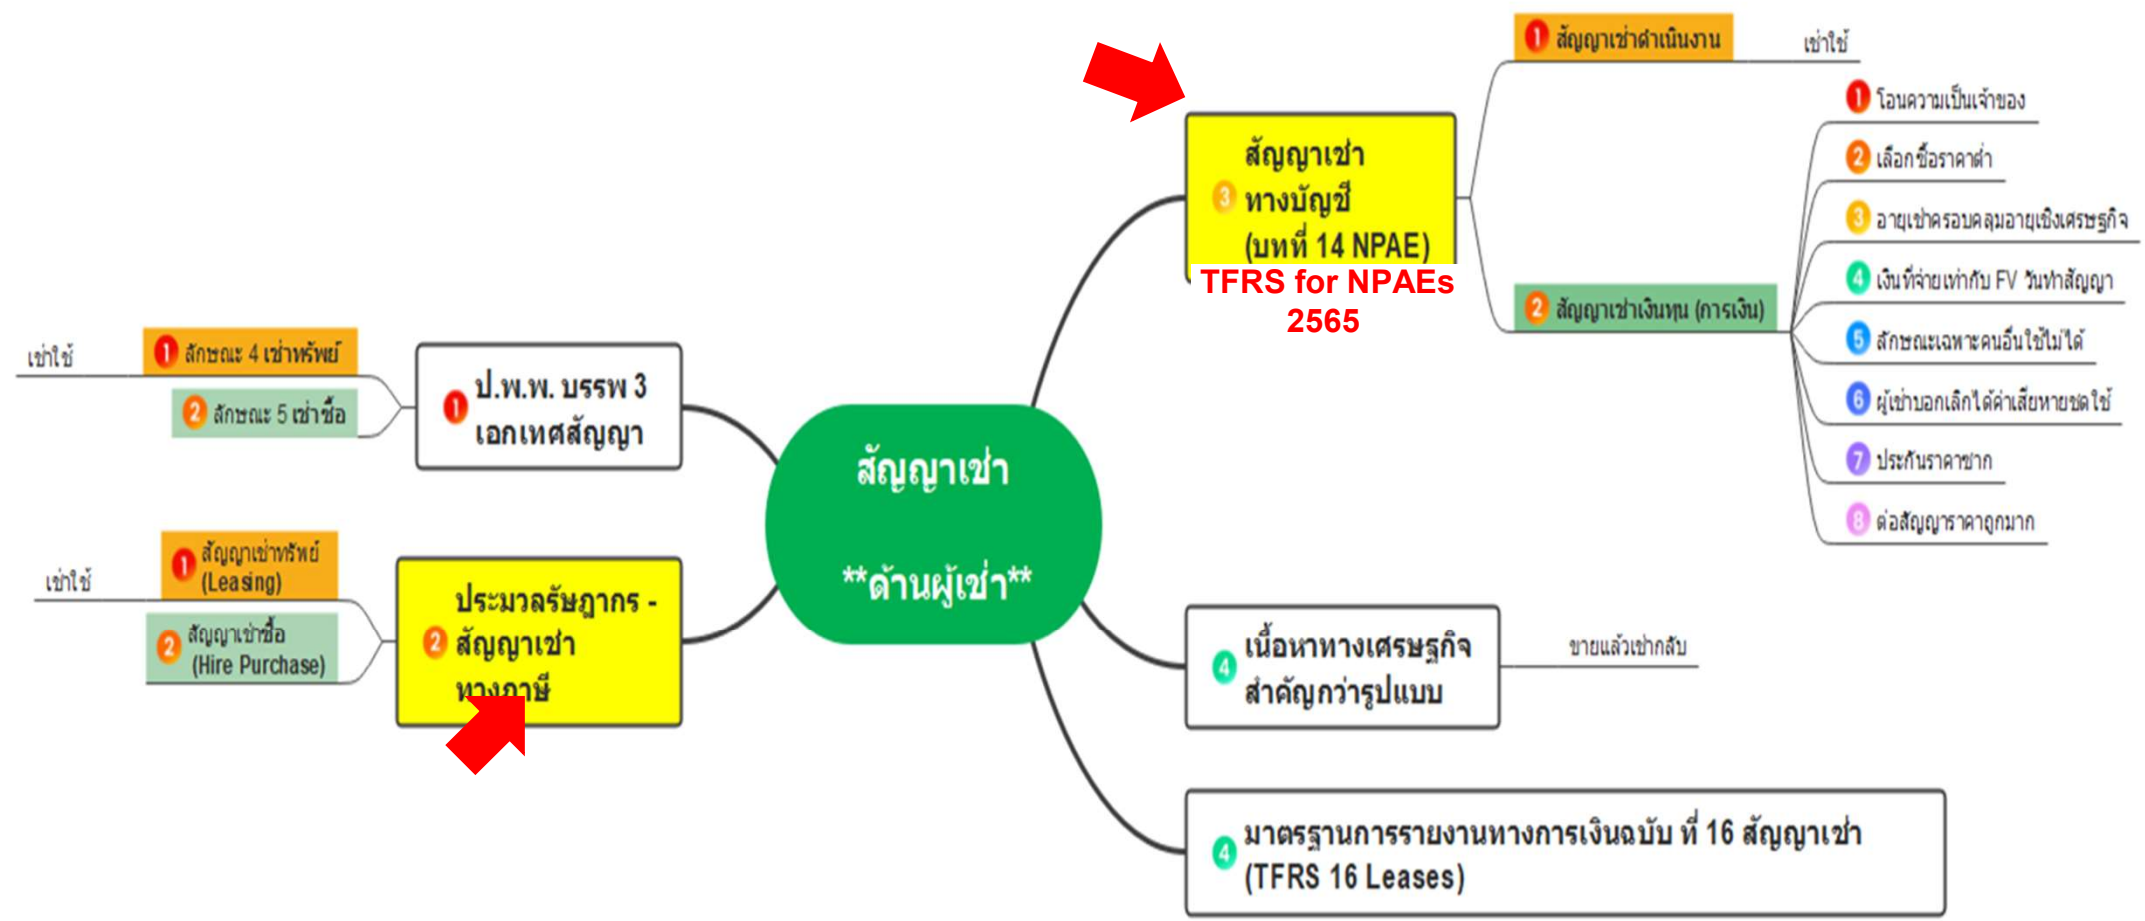 สัญญาเช่า
**ด้านผู้เช่า**
1 ป.พ.พ. บรรพ 3
เอกเทศสัญญา
1 ลักษณะ 4 เช่าทรัพย์
เช่าใช้
2 ลักษณะ 5 เช่าซื้อ
2 ประมวลรัษฎากร -
สัญญาเช่า
ทางภาษี
1 สัญญาเช่าทรัพย์
(Leasing)
เช่าใช้
2 สัญญาเช่าซื้อ
(Hire Purchase)
3 สัญญาเช่า
ทางบัญชี
(บทที่ 14 NPAE)
TFRS for NPAEs
2565
1 สัญญาเช่าดำเนินงาน
เช่าใช้
2 สัญญาเช่าเงินทุน (การเงิน)
1 โอนความเป็นเจ้าของ
2 เลือกซื้อราคาต่ำ
3 อายุเช่าครอบคลุมอายุเชิงเศรษฐกิจ
4 เงินที่จ่ายเท่ากับ FV วันทำสัญญา
5 ลักษณะเฉพาะคนอื่นใช้ไม่ได้
6 ผู้เช่าบอกเลิกได้ค่าเสียหายชดใช้
7 ประกันราคาซาก
8 ต่อสัญญาราคาถูกมาก
4 เนื้อหาทางเศรษฐกิจ
สำคัญกว่ารูปแบบ
ขายแล้วเช่ากลับ
4 มาตรฐานการรายงานทางการเงินฉบับ ที่ 16 สัญญาเช่า
(TFRS 16 Leases)